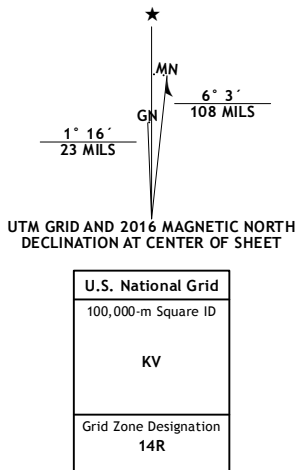 MN
GN
6° 3´
108 MILS
1° 16´
23 MILS
UTM GRID AND 2016 MAGNETIC NORTH
DECLINATION AT CENTER OF SHEET
U.S. National Grid
100,000-m Square ID
KV
Grid Zone Designation
14R